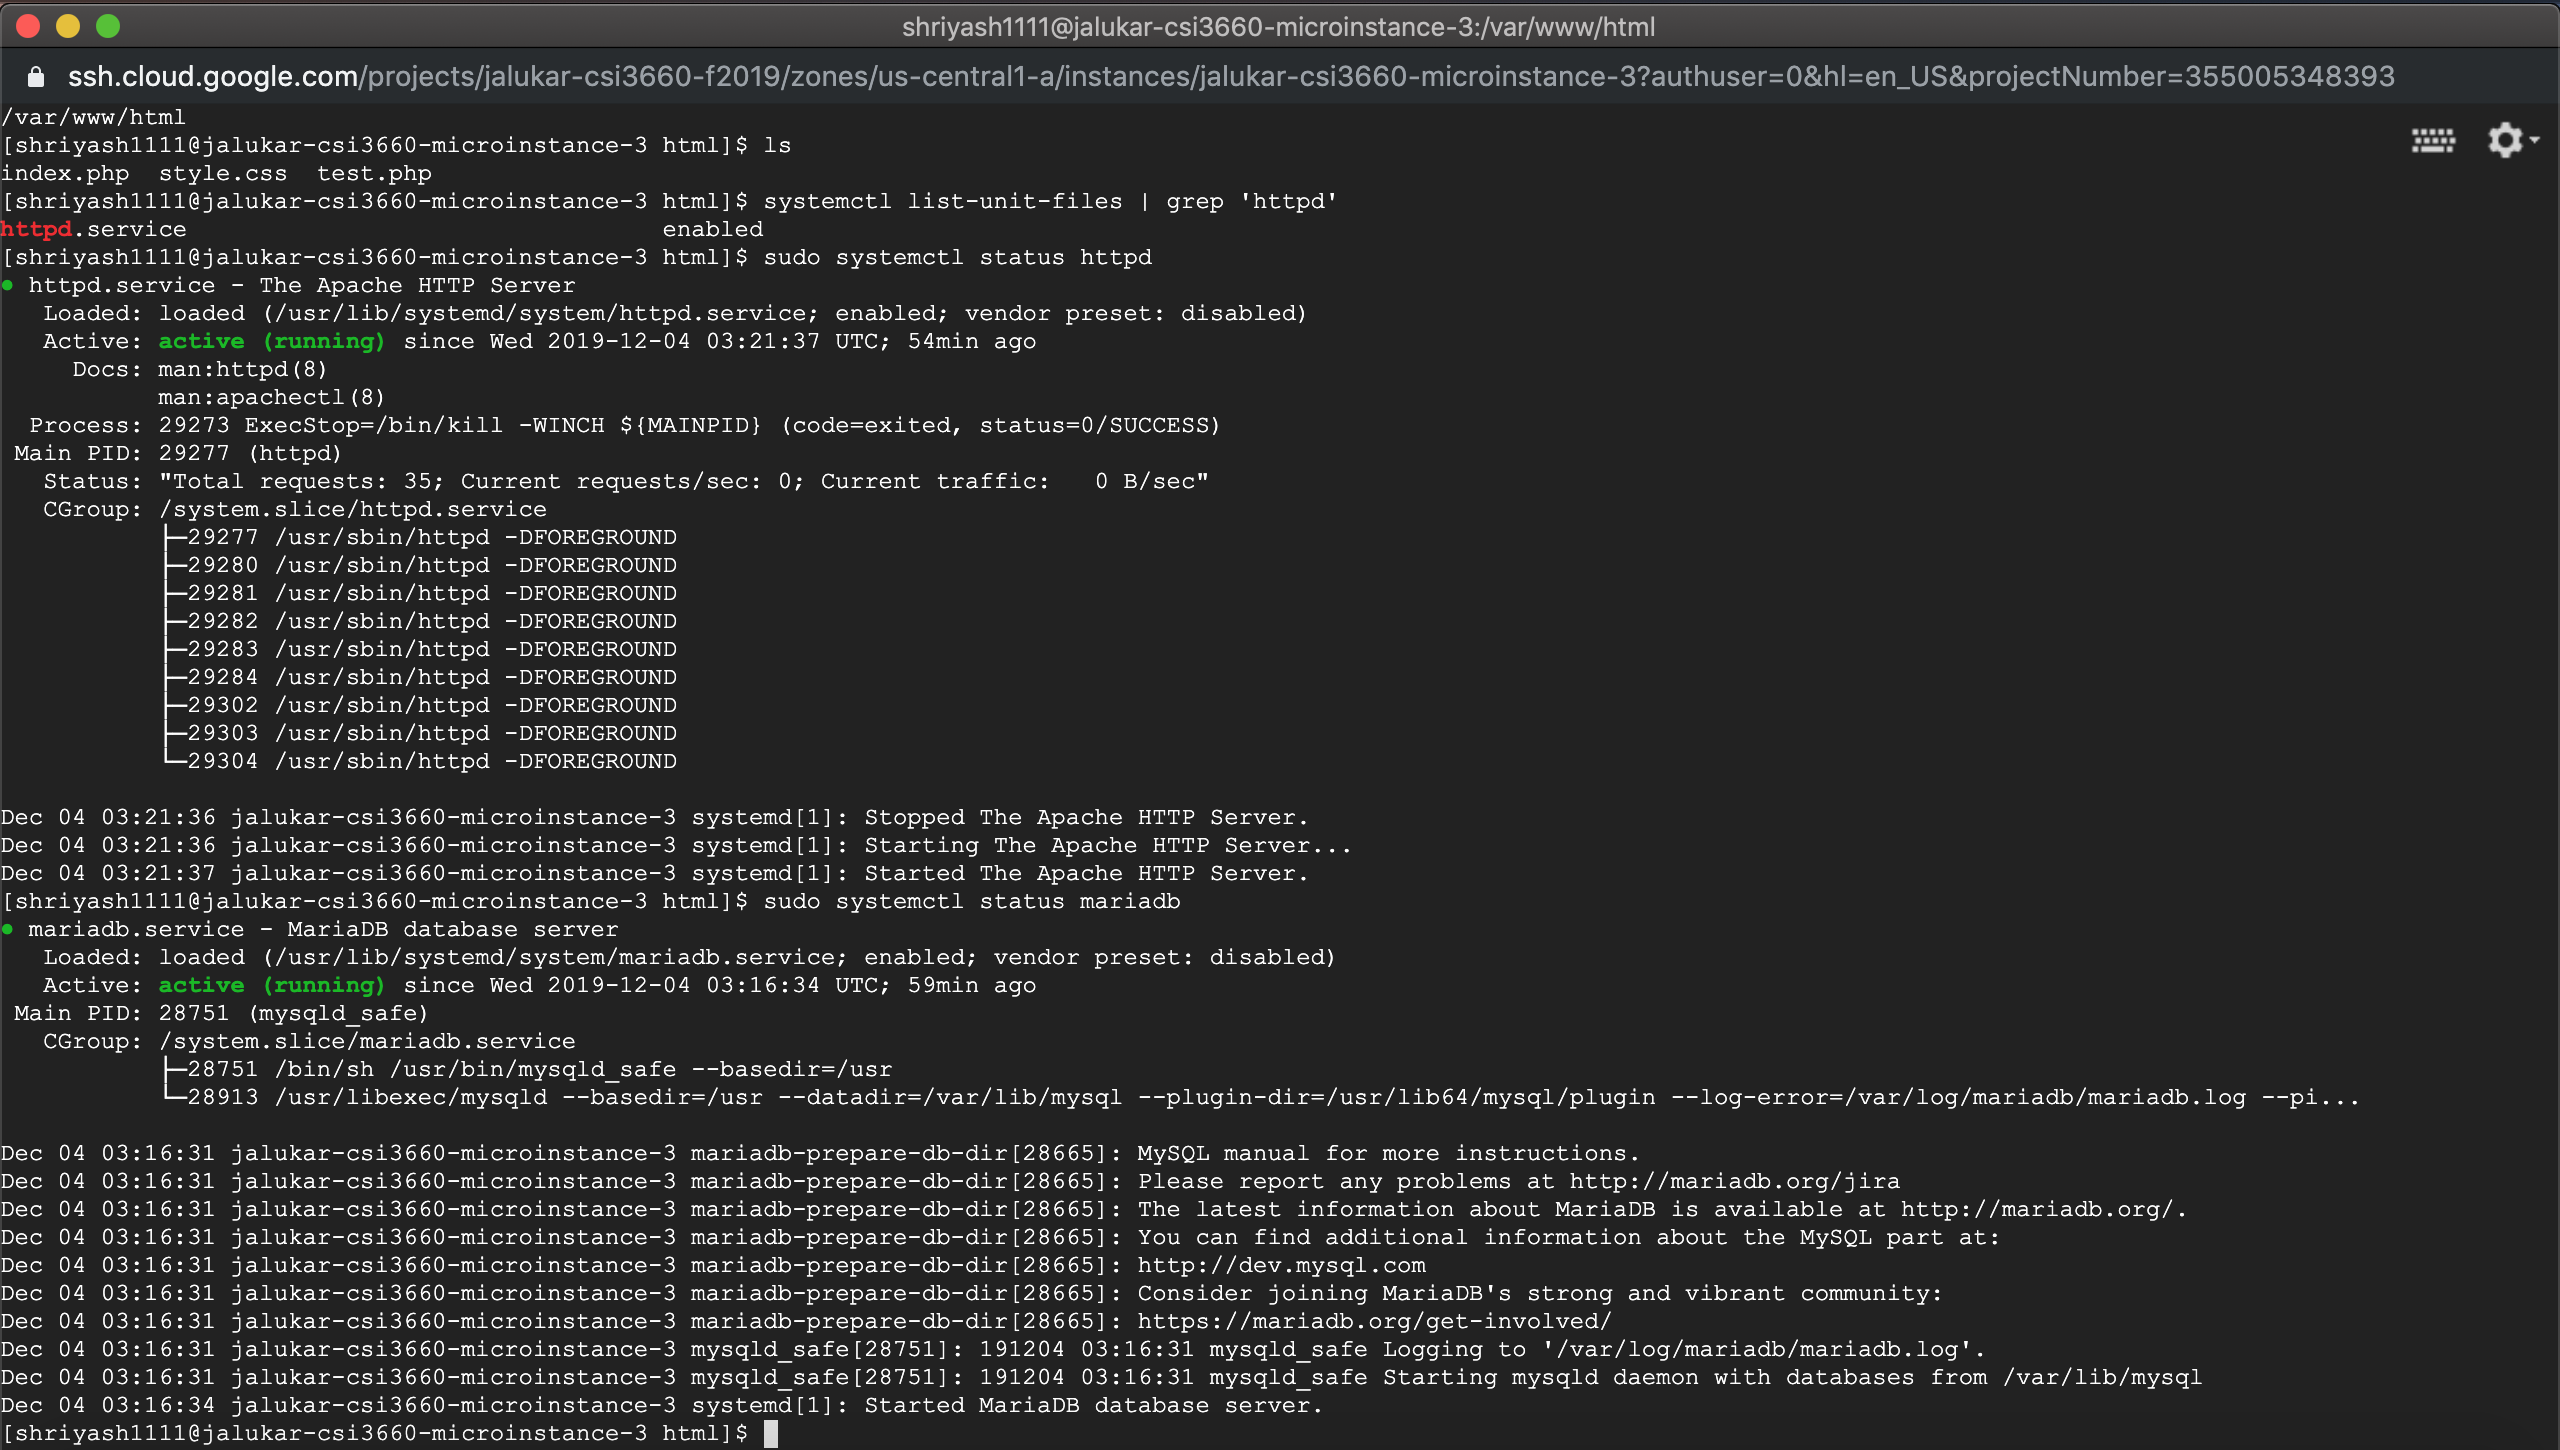 shriyash1111@jalukar-csi3660-microinstance-3:/var/www/html
ssh.cloud.google.com/projects/jalukar-csi3660-f2019/zones/us-central1-a/instances/jalukar-csi3660-microinstance-3?authuser=0&hl=en_US&projectNumber=355005348393
/var/www/html
[shriyash1111@jalukar-csi3660-microinstance-3 html]$ ls
index.php  style.css  test.php
[shriyash1111@jalukar-csi3660-microinstance-3 html]$ systemctl list-unit-files | grep 'httpd'
httpd.service                                 enabled
[shriyash1111@jalukar-csi3660-microinstance-3 html]$ sudo systemctl status httpd
● httpd.service - The Apache HTTP Server
   Loaded: loaded (/usr/lib/systemd/system/httpd.service; enabled; vendor preset: disabled)
   Active: active (running) since Wed 2019-12-04 03:21:37 UTC; 54min ago
     Docs: man:httpd(8)
           man:apachectl(8)
  Process: 29273 ExecStop=/bin/kill -WINCH ${MAINPID} (code=exited, status=0/SUCCESS)
 Main PID: 29277 (httpd)
   Status: "Total requests: 35; Current requests/sec: 0; Current traffic:   0 B/sec"
   CGroup: /system.slice/httpd.service
           ├─29277 /usr/sbin/httpd -DFOREGROUND
           ├─29280 /usr/sbin/httpd -DFOREGROUND
           ├─29281 /usr/sbin/httpd -DFOREGROUND
           ├─29282 /usr/sbin/httpd -DFOREGROUND
           ├─29283 /usr/sbin/httpd -DFOREGROUND
           ├─29284 /usr/sbin/httpd -DFOREGROUND
           ├─29302 /usr/sbin/httpd -DFOREGROUND
           ├─29303 /usr/sbin/httpd -DFOREGROUND
           └─29304 /usr/sbin/httpd -DFOREGROUND
Dec 04 03:21:36 jalukar-csi3660-microinstance-3 systemd[1]: Stopped The Apache HTTP Server.
Dec 04 03:21:36 jalukar-csi3660-microinstance-3 systemd[1]: Starting The Apache HTTP Server...
Dec 04 03:21:37 jalukar-csi3660-microinstance-3 systemd[1]: Started The Apache HTTP Server.
[shriyash1111@jalukar-csi3660-microinstance-3 html]$ sudo systemctl status mariadb
● mariadb.service - MariaDB database server
   Loaded: loaded (/usr/lib/systemd/system/mariadb.service; enabled; vendor preset: disabled)
   Active: active (running) since Wed 2019-12-04 03:16:34 UTC; 59min ago
 Main PID: 28751 (mysqld_safe)
   CGroup: /system.slice/mariadb.service
           ├─28751 /bin/sh /usr/bin/mysqld_safe --basedir=/usr
           └─28913 /usr/libexec/mysqld --basedir=/usr --datadir=/var/lib/mysql --plugin-dir=/usr/lib64/mysql/plugin --log-error=/var/log/mariadb/mariadb.log --pi...
Dec 04 03:16:31 jalukar-csi3660-microinstance-3 mariadb-prepare-db-dir[28665]: MySQL manual for more instructions.
Dec 04 03:16:31 jalukar-csi3660-microinstance-3 mariadb-prepare-db-dir[28665]: Please report any problems at http://mariadb.org/jira
Dec 04 03:16:31 jalukar-csi3660-microinstance-3 mariadb-prepare-db-dir[28665]: The latest information about MariaDB is available at http://mariadb.org/.
Dec 04 03:16:31 jalukar-csi3660-microinstance-3 mariadb-prepare-db-dir[28665]: You can find additional information about the MySQL part at:
Dec 04 03:16:31 jalukar-csi3660-microinstance-3 mariadb-prepare-db-dir[28665]: http://dev.mysql.com
Dec 04 03:16:31 jalukar-csi3660-microinstance-3 mariadb-prepare-db-dir[28665]: Consider joining MariaDB's strong and vibrant community:
Dec 04 03:16:31 jalukar-csi3660-microinstance-3 mariadb-prepare-db-dir[28665]: https://mariadb.org/get-involved/
Dec 04 03:16:31 jalukar-csi3660-microinstance-3 mysqld_safe[28751]: 191204 03:16:31 mysqld_safe Logging to '/var/log/mariadb/mariadb.log'.
Dec 04 03:16:31 jalukar-csi3660-microinstance-3 mysqld_safe[28751]: 191204 03:16:31 mysqld_safe Starting mysqld daemon with databases from /var/lib/mysql
Dec 04 03:16:34 jalukar-csi3660-microinstance-3 systemd[1]: Started MariaDB database server.
[shriyash1111@jalukar-csi3660-microinstance-3 html]$